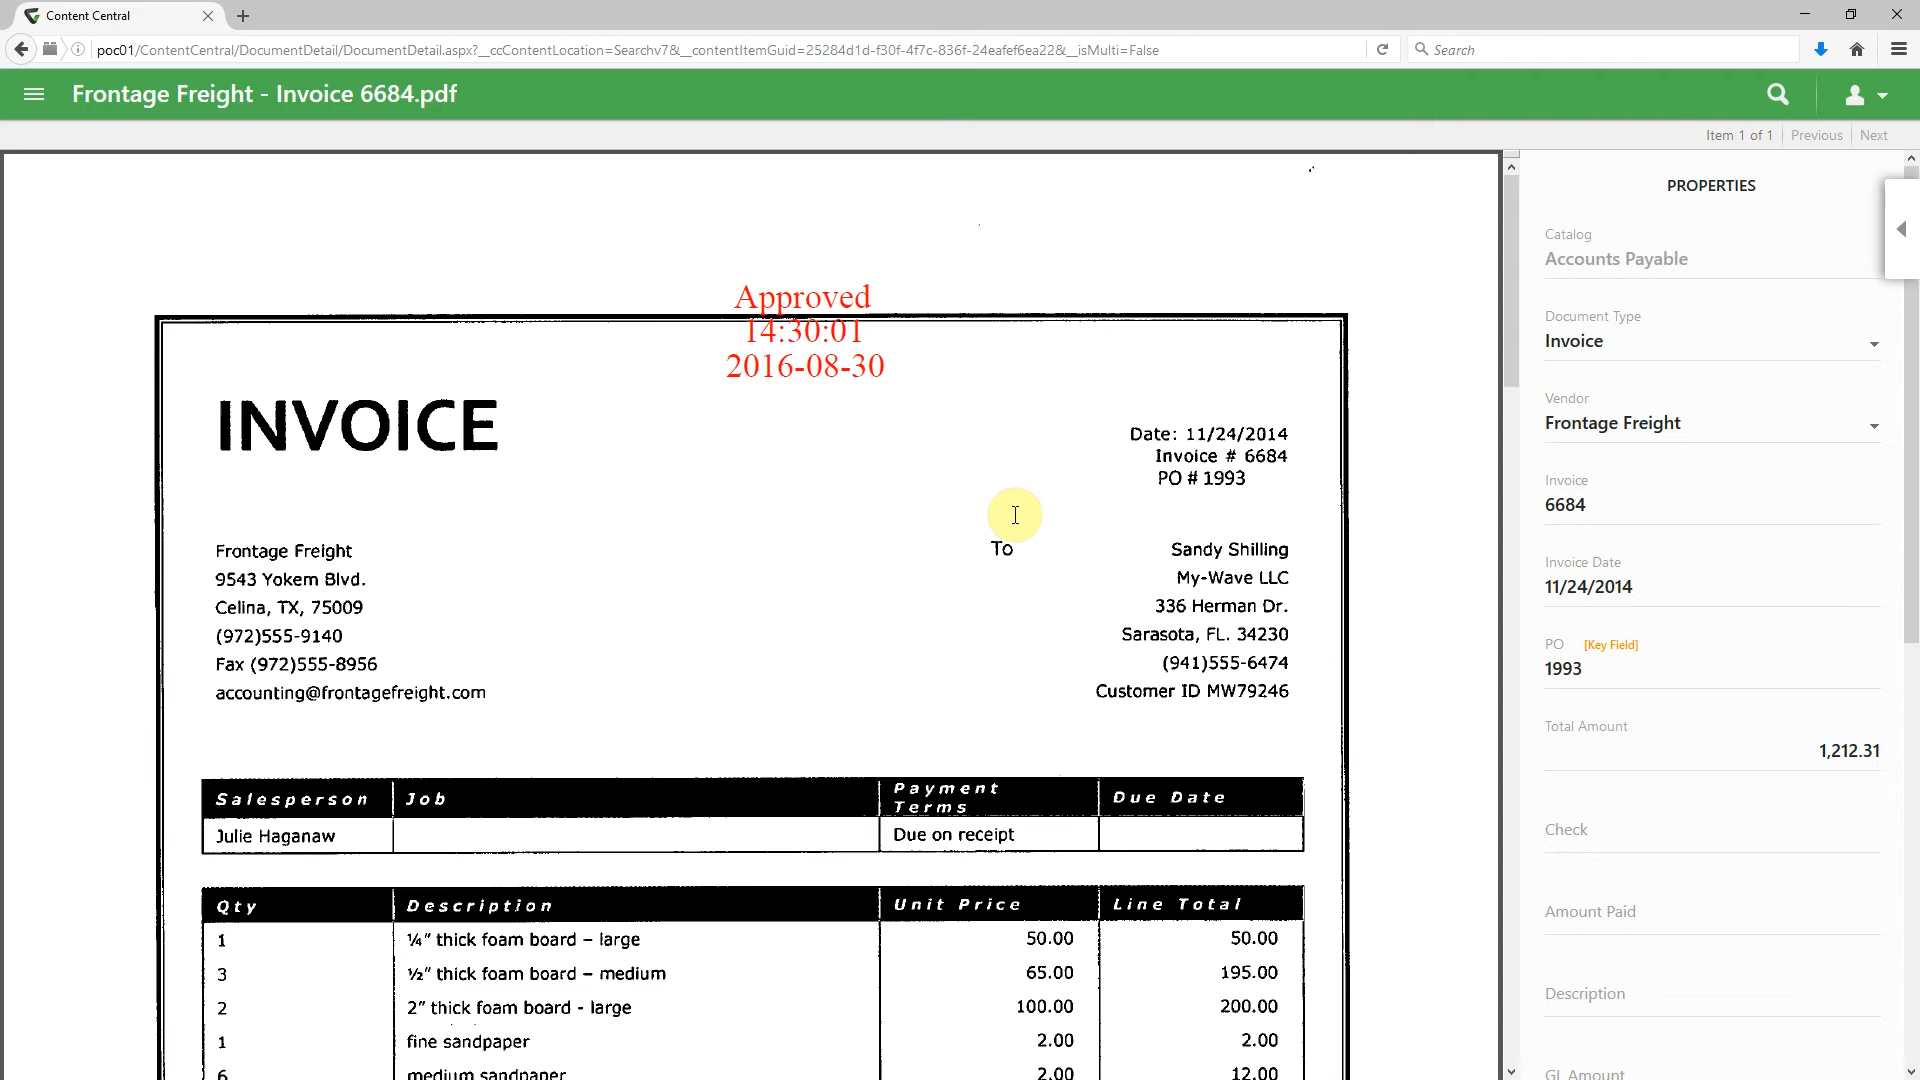 Content Central
poc01/ContentCentral/DocumentDetail/DocumentDetail.aspx?__ccContentLocation=Searchv7&__contentItemGuid=25284d1d-f30f-4f7c-836f-24eafef6ea22&__isMulti=False
Search
Frontage Freight - Invoice 6684.pdf
Item 1 of 1 Previous Next
Approved
14:30:01
2016-08-30
INVOICE
Date: 11/24/2014
Invoice # 6684
PO # 1993
Frontage Freight
9543 Yokem Blvd.
Celina, TX, 75009
(972)555-9140
Fax (972)555-8956
accounting@frontagefreight.com
To Sandy Shilling
My-Wave LLC
336 Herman Dr.
Sarasota, FL. 34230
(941)555-6474
Customer ID MW79246
Salesperson Job Payment Terms Due Date
Julie Haganaw Due on receipt
Qty Description Unit Price Line Total
1 ¼” thick foam board – large 50.00 50.00
3 ½” thick foam board – medium 65.00 195.00
2 2” thick foam board - large 100.00 200.00
1 fine sandpaper 2.00 2.00
6 medium sandpaper 2.00 12.00
PROPERTIES
Catalog
Accounts Payable
Document Type
Invoice
Vendor
Frontage Freight
Invoice
6684
Invoice Date
11/24/2014
PO [Key Field]
1993
Total Amount
1,212.31
Check
Amount Paid
Description
GL Amount